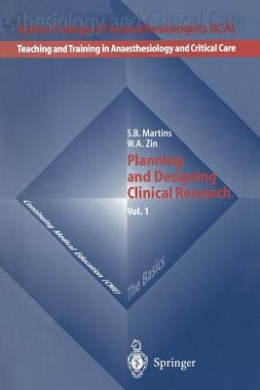 Italian College of Anaesthesiologists (ICA)
Teaching and Training in Anaesthesiology and Critical Care
S.B. Martins
W.A. Zin
Planning
and Designing
Clinical Research
Vol. 1
Continuing Medical Education (CME)
The Basics
Springer